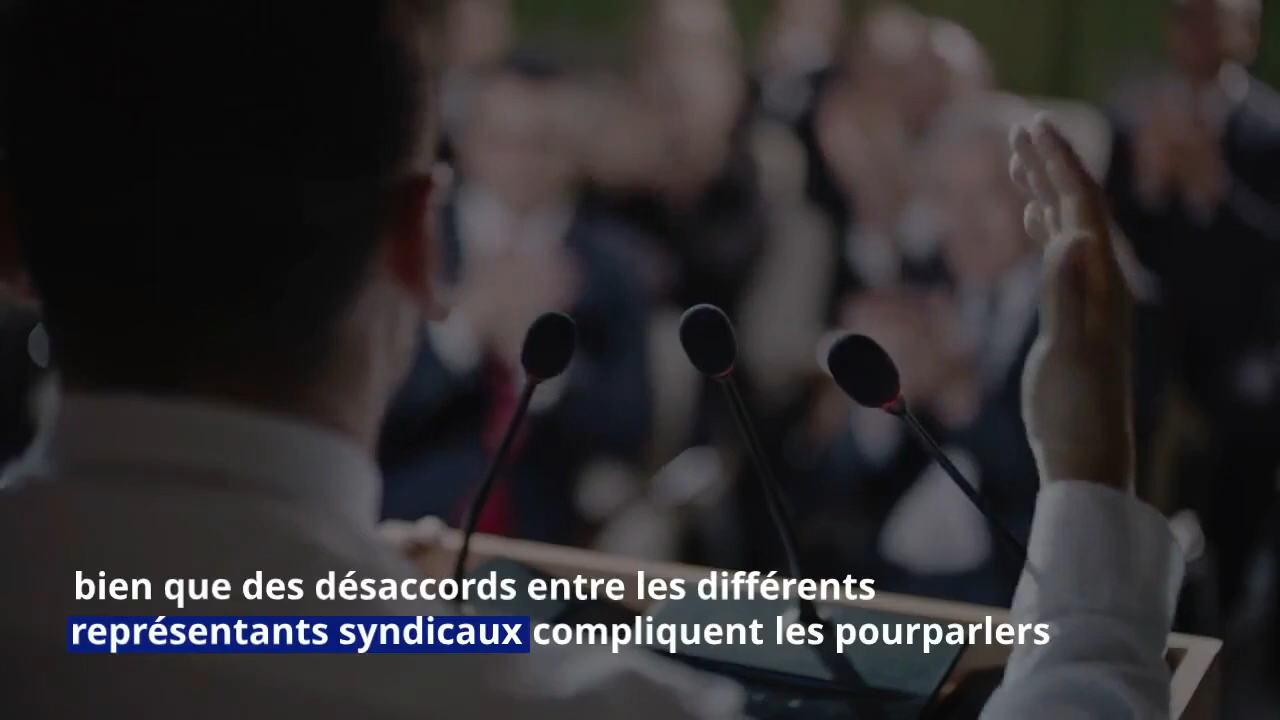 bien que des désaccords entre les différents
représentants syndicaux compliquent les pourparlers